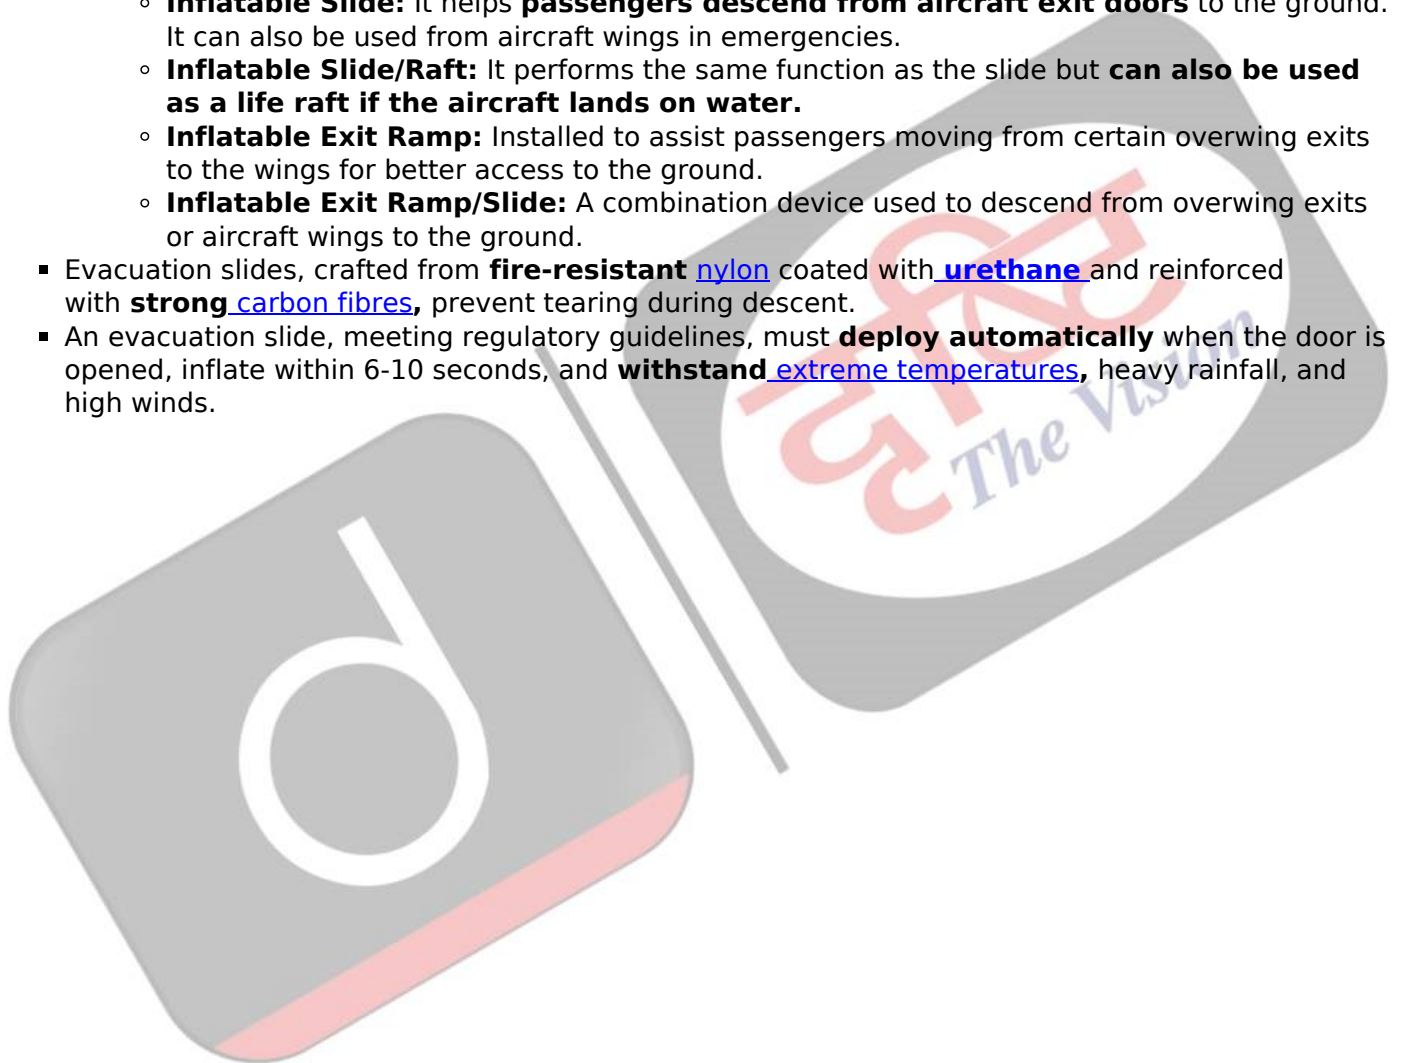 Inflatable Slide: It helps passengers descend from aircraft exit doors to the ground.
It can also be used from aircraft wings in emergencies.
Inflatable Slide/Raft: It performs the same function as the slide but can also be used
as a life raft if the aircraft lands on water.
Inflatable Exit Ramp: Installed to assist passengers moving from certain overwing exits
to the wings for better access to the ground.
Inflatable Exit Ramp/Slide: A combination device used to descend from overwing exits
or aircraft wings to the ground.
Evacuation slides, crafted from fire-resistant nylon coated with urethane and reinforced
with strong carbon fibres, prevent tearing during descent.
An evacuation slide, meeting regulatory guidelines, must deploy automatically when the door is
opened, inflate within 6-10 seconds, and withstand extreme temperatures, heavy rainfall, and
high winds.
दृष्टि
The Vision
d